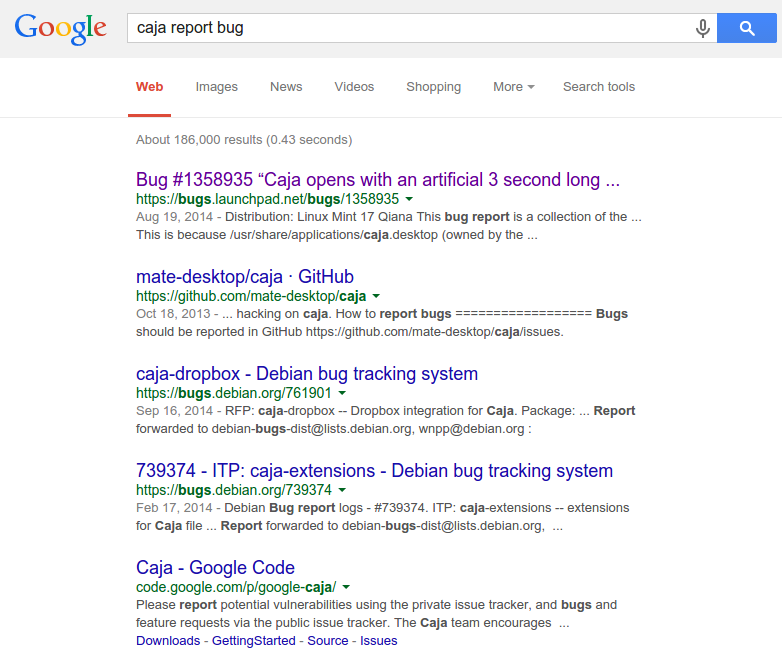 Google
caja report bug
Web Images News Videos Shopping More Search tools
About 186,000 results (0.43 seconds)
Bug #1358935 “Caja opens with an artificial 3 second long ...
https://bugs.launchpad.net/bugs/1358935
Aug 19, 2014 - Distribution: Linux Mint 17 Qiana This bug report is a collection of the ...
This is because /usr/share/applications/caja.desktop (owned by the ...
mate-desktop/caja · GitHub
https://github.com/mate-desktop/caja
Oct 18, 2013 - ... hacking on caja. How to report bugs ================== Bugs
should be reported in GitHub https://github.com/mate-desktop/caja/issues.
caja-dropbox - Debian bug tracking system
https://bugs.debian.org/761901
Sep 16, 2014 - RFP: caja-dropbox -- Dropbox integration for Caja. Package: ... Report
forwarded to debian-bugs-dist@lists.debian.org, wnpp@debian.org :
739374 - ITP: caja-extensions - Debian bug tracking system
https://bugs.debian.org/739374
Feb 17, 2014 - Debian Bug report logs - #739374. ITP: caja-extensions -- extensions
for Caja file ... Report forwarded to debian-bugs-dist@lists.debian.org, ...
Caja - Google Code
code.google.com/p/google-caja/
Please report potential vulnerabilities using the private issue tracker, and bugs and
feature requests via the public issue tracker. The Caja team encourages ...
Downloads - GettingStarted - Source - Issues